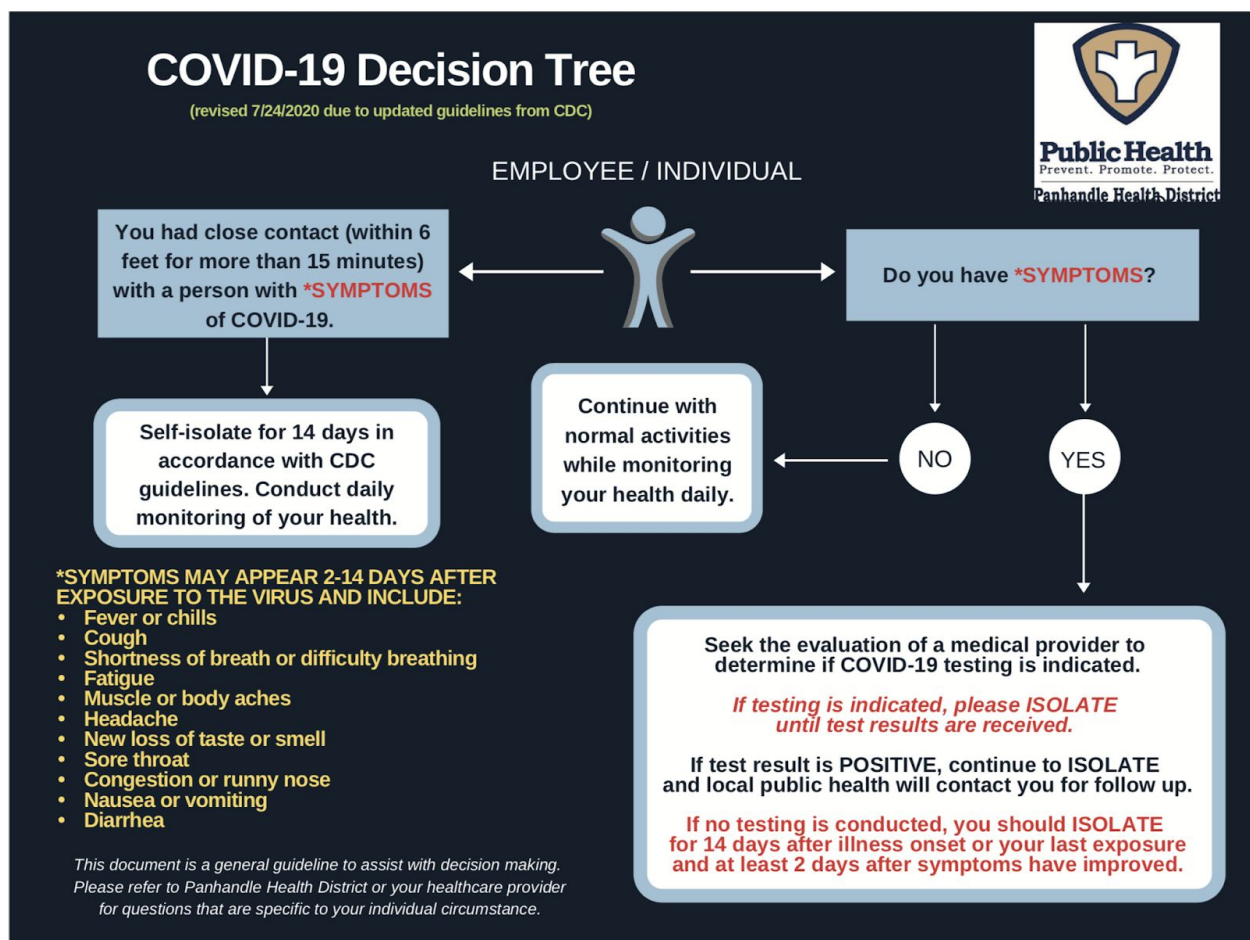 COVID-19 Decision Tree
(revised 7/24/2020 due to updated guidelines from CDC)
Public Health
Prevent. Promote. Protect.
Panhandle Health District
EMPLOYEE / INDIVIDUAL
You had close contact (within 6
feet for more than 15 minutes)
with a person with *SYMPTOMS
of COVID-19.
Self-isolate for 14 days in
accordance with CDC
guidelines. Conduct daily
monitoring of your health.
Do you have *SYMPTOMS?
NO
YES
Continue with
normal activities
while monitoring
your health daily.
Seek the evaluation of a medical provider to
determine if COVID-19 testing is indicated.
If testing is indicated, please ISOLATE
until test results are received.
If test result is POSITIVE, continue to ISOLATE
and local public health will contact you for follow up.
If no testing is conducted, you should ISOLATE
for 14 days after illness onset or your last exposure
and at least 2 days after symptoms have improved.
*SYMPTOMS MAY APPEAR 2-14 DAYS AFTER
EXPOSURE TO THE VIRUS AND INCLUDE:
• Fever or chills
• Cough
• Shortness of breath or difficulty breathing
• Fatigue
• Muscle or body aches
• Headache
• New loss of taste or smell
• Sore throat
• Congestion or runny nose
• Nausea or vomiting
• Diarrhea
This document is a general guideline to assist with decision making.
Please refer to Panhandle Health District or your healthcare provider
for questions that are specific to your individual circumstance.